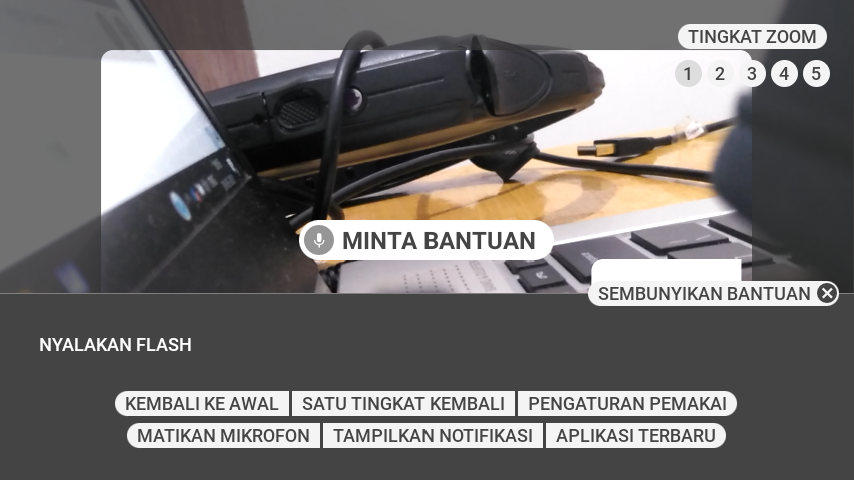 TINGKAT ZOOM
1 2 3 4 5
MINTA BANTUAN
SEMBUNYIKAN BANTUAN
NYALAKAN FLASH
KEMBALI KE AWAL SATU TINGKAT KEMBALI PENGATURAN PEMAKAI
MATIKAN MIKROFON TAMPILKAN NOTIFIKASI APLIKASI TERBARU